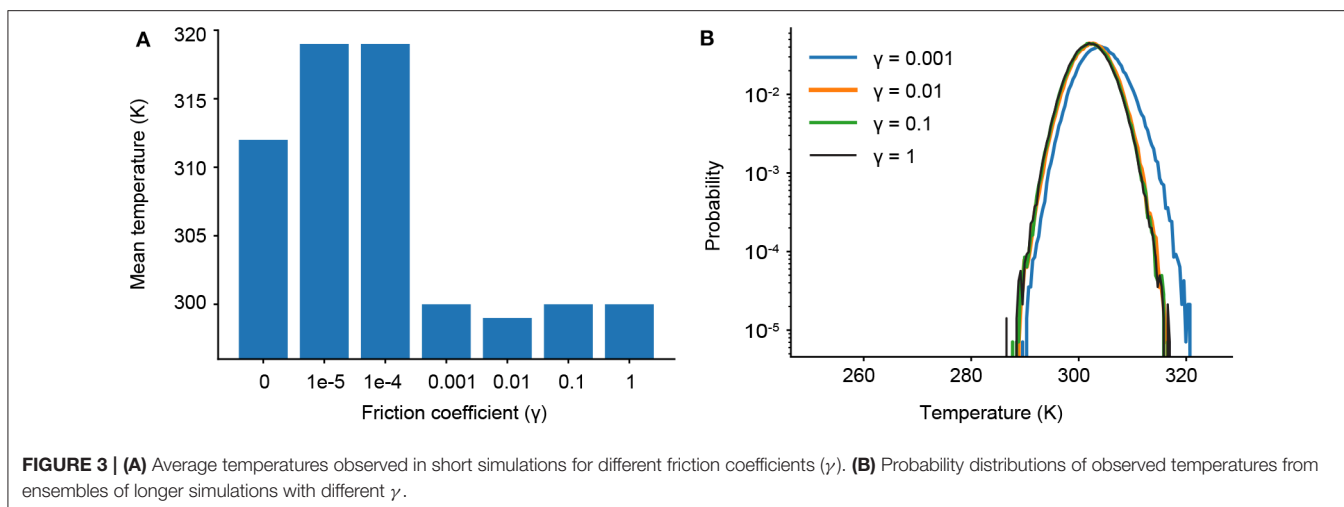 A
320
315
310
305
300
Mean temperature (K)
0 1e-5 1e-4 0.001 0.01 0.1 1
Friction coefficient (γ)
B
γ = 0.001
γ = 0.01
γ = 0.1
γ = 1
10-2
10-3
10-4
10-5
Probability
260 280 300 320
Temperature (K)
FIGURE 3 | (A) Average temperatures observed in short simulations for different friction coefficients (γ). (B) Probability distributions of observed temperatures from
ensembles of longer simulations with different γ.